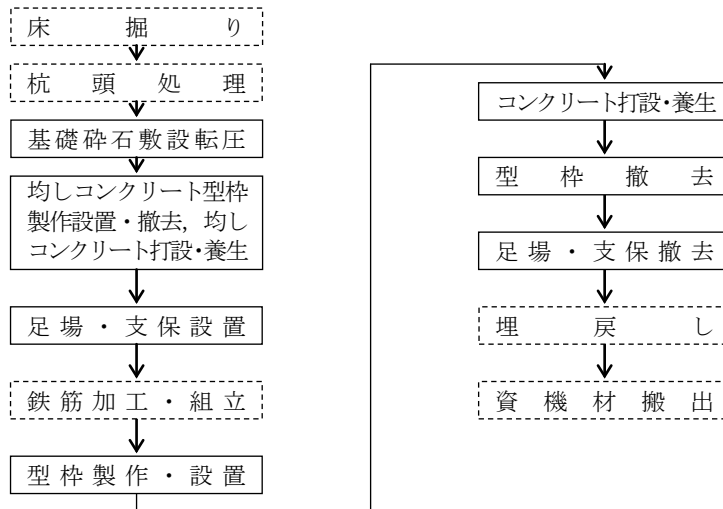 床掘り
杭頭処理
基礎砕石敷設転圧
均しコンクリート型枠
製作設置・撤去，均し
コンクリート打設・養生
足場・支保設置
鉄筋加工・組立
型枠製作・設置
コンクリート打設・養生
型枠撤去
足場・支保撤去
埋戻し
資機材搬出